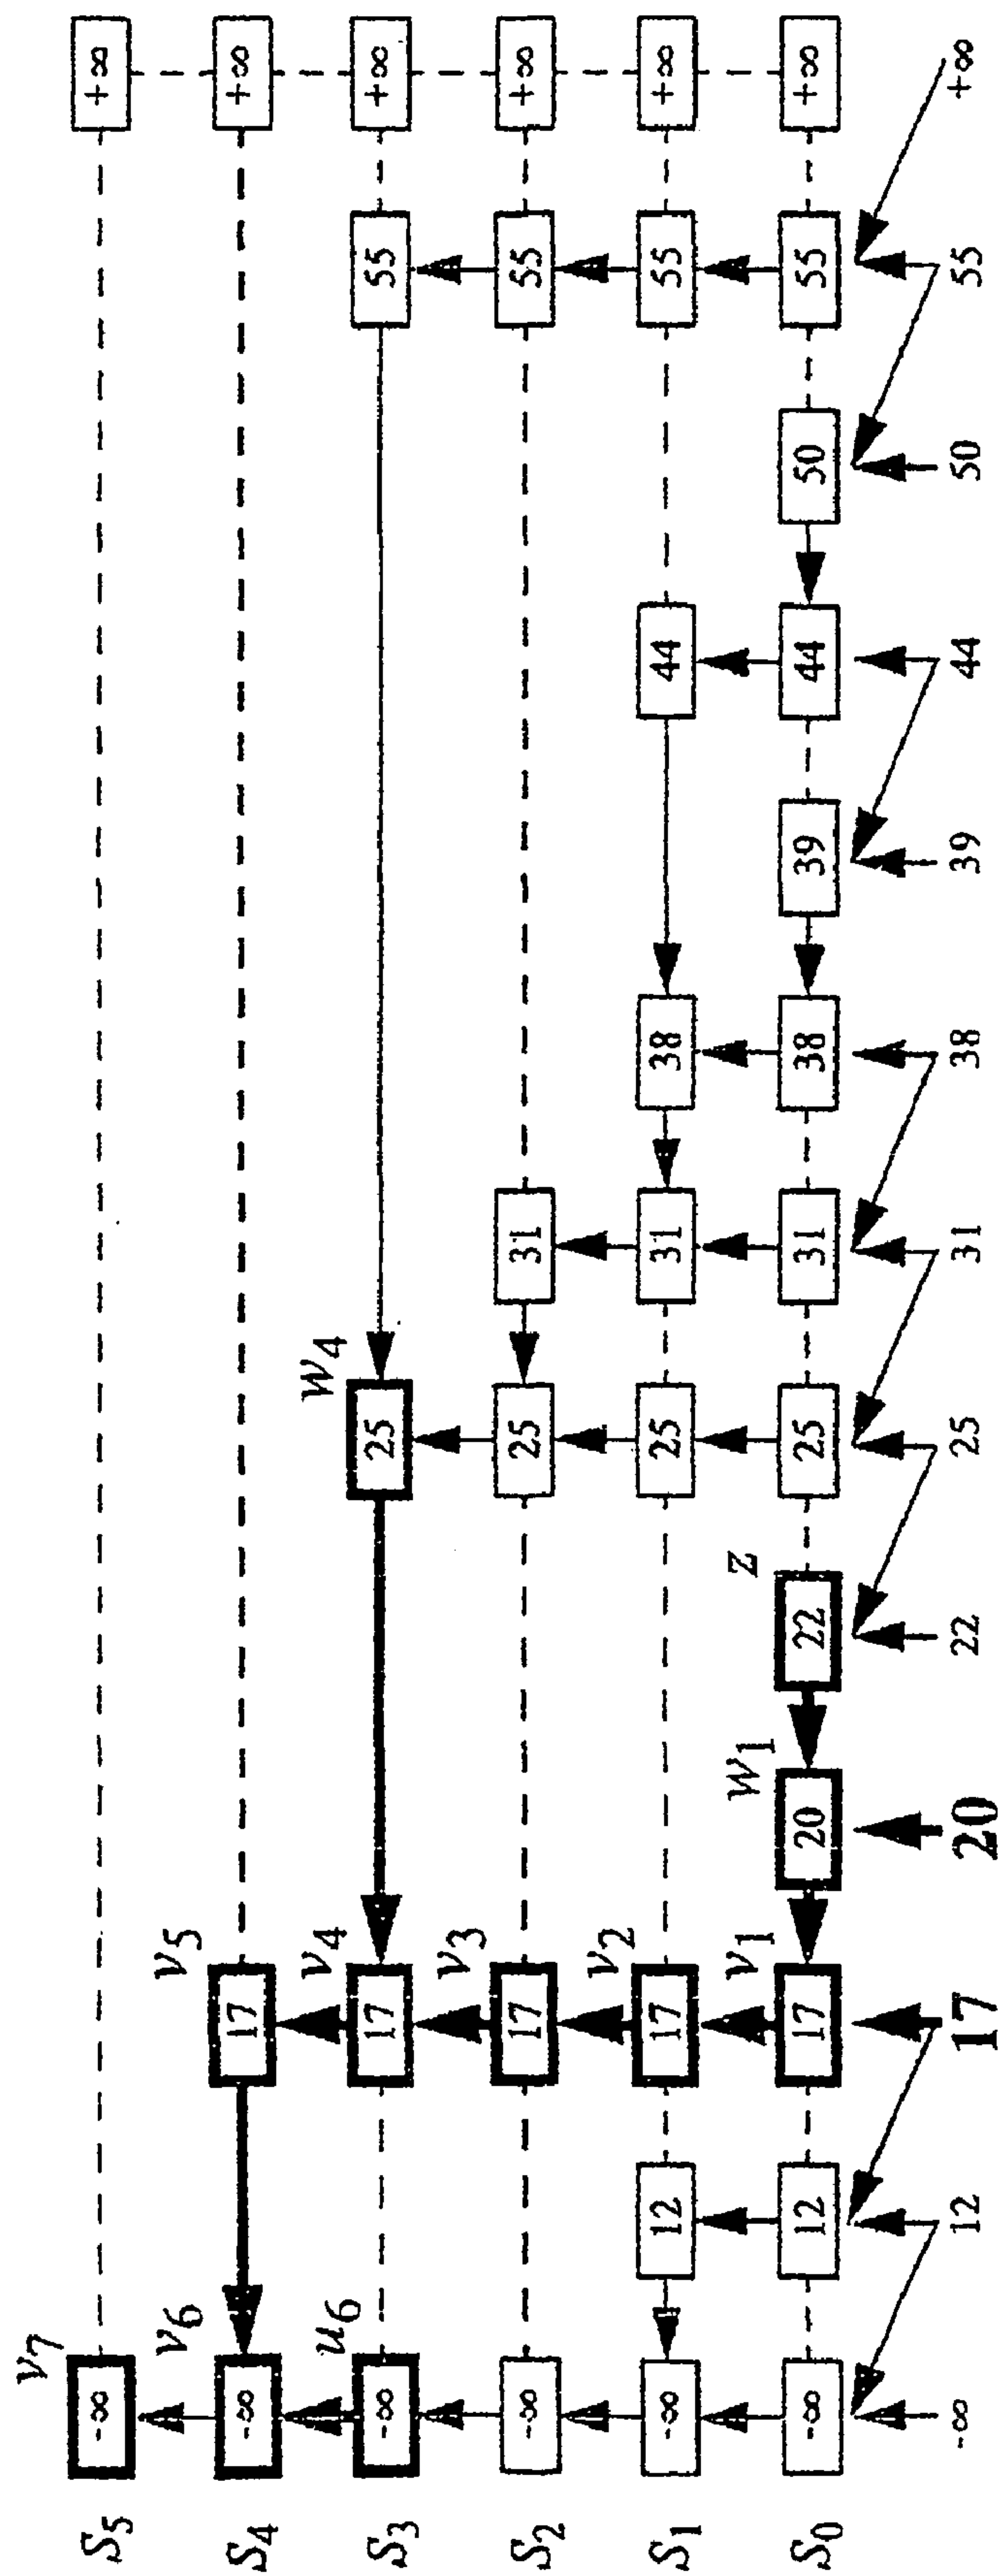 v₇
S₅ -∞ +∞
v₆ v₅
S₄ -∞ 17 +∞
u₆ v₄ w₄
S₃ -∞ 17 25 55 +∞
v₃
S₂ -∞ 17 25 31 55 +∞
v₂
S₁ -∞ 12 17 25 31 38 44 55 +∞
v₁ w₁ z
S₀ -∞ 12 17 20 22 25 31 38 39 44 50 55 +∞
-∞ 12 17 20 22 25 31 38 39 44 50 55 +∞